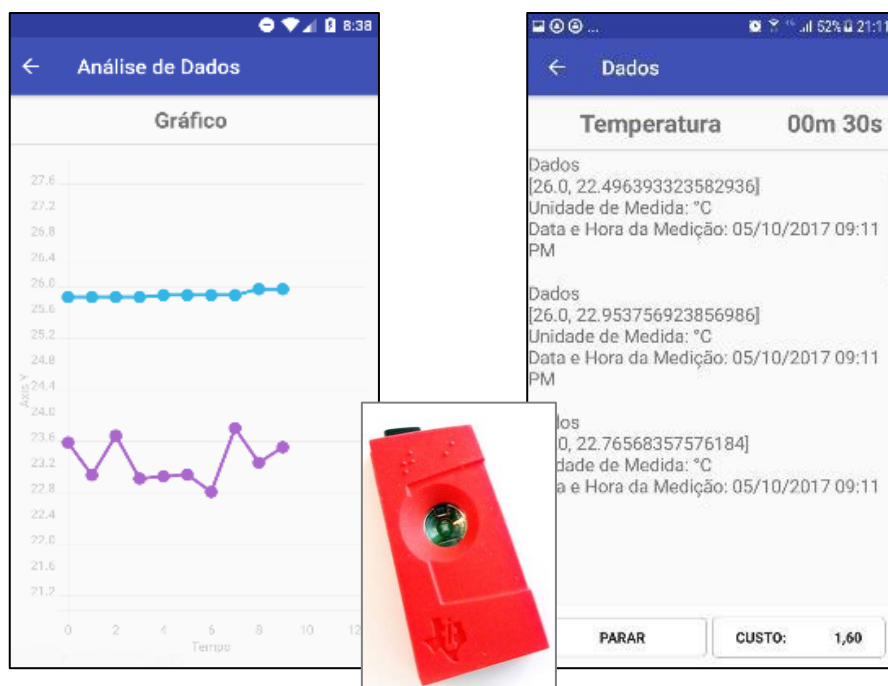 8:38
Análise de Dados
Gráfico
27.6
27.2
26.8
26.4
26.0
25.6
25.2
24.8
24.4
24.0
23.6
23.2
22.8
22.4
22.0
21.6
21.2
Axis Y
0 2 4 6 8 10 12
Tempo
... 52% 21:11
Dados
Temperatura 00m 30s
Dados
[26.0, 22.496393323582936]
Unidade de Medida: °C
Data e Hora da Medição: 05/10/2017 09:11
PM
Dados
[26.0, 22.953756923856986]
Unidade de Medida: °C
Data e Hora da Medição: 05/10/2017 09:11
PM
0, 22.76568357576184]
de Medida: °C
e Hora da Medição: 05/10/2017 09:11
PARAR CUSTO: 1,60